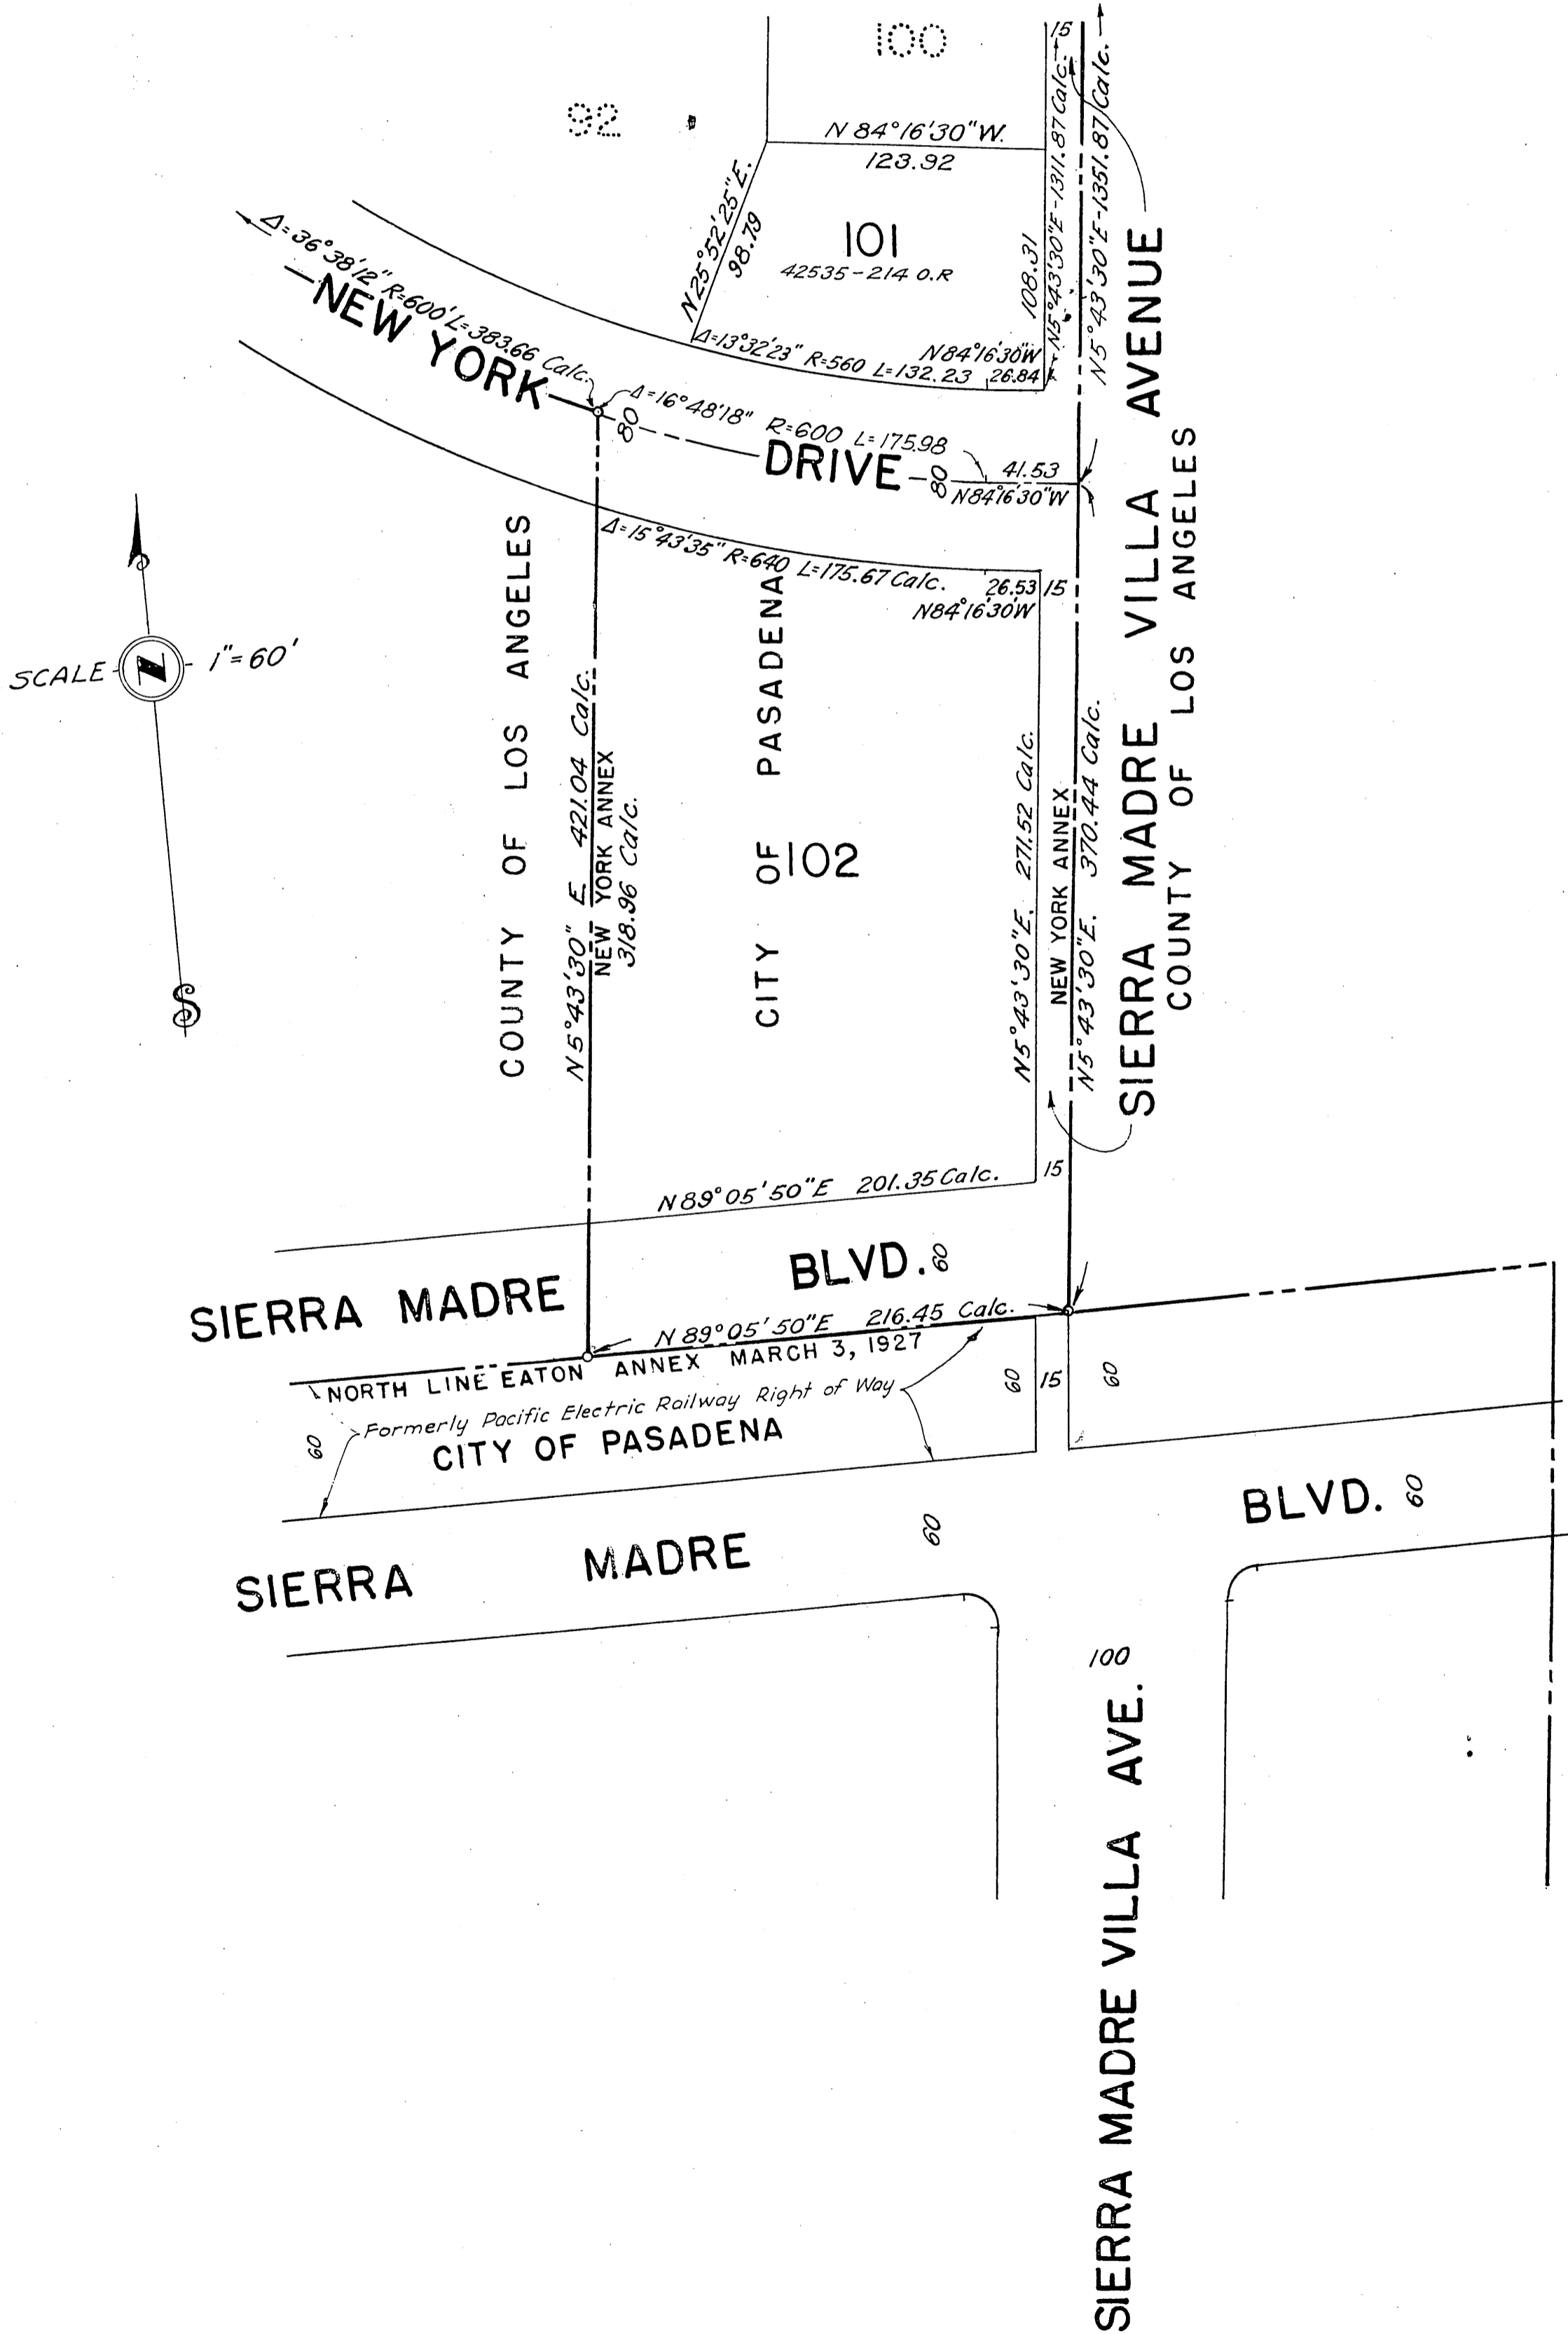 100
15
92
N 84°16'30"W.
123.92
N5°43'30"E-1311.87 Calc.
N5°43'30"E-1351.87 Calc.
N25°52'25"E.
98.79
101
42535-214 O.R
108.31
Δ=36°38'12" R=600' L=383.66 Calc.
NEW YORK
DRIVE
Δ=13°32'23" R=560 L=132.23
N84°16'30"W
26.84
Δ=16°48'18" R=600 L=175.98
80
80
41.53
N84°16'30"W
SIERRA MADRE VILLA AVENUE
COUNTY OF LOS ANGELES
Δ=15°43'35" R=640 L=175.67 Calc.
26.53
15
N84°16'30"W
SCALE
N
1"=60'
S
COUNTY OF LOS ANGELES
N5°43'30" E 421.04 Calc.
NEW YORK ANNEX
318.96 Calc.
CITY OF PASADENA
102
N5°43'30"E. 271.52 Calc.
NEW YORK ANNEX
N5°43'30"E. 370.44 Calc.
15
N89°05'50"E 201.35 Calc.
SIERRA MADRE BLVD.
60
N 89°05'50"E 216.45 Calc.
NORTH LINE EATON ANNEX MARCH 3, 1927
Formerly Pacific Electric Railway Right of Way
60
60
15
60
CITY OF PASADENA
SIERRA MADRE BLVD.
60
60
100
SIERRA MADRE VILLA AVE.